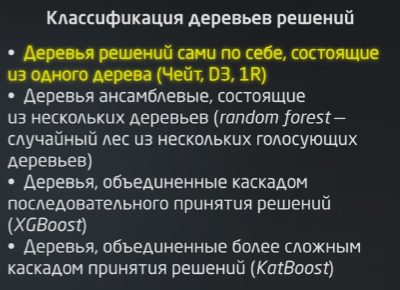 Классификация деревьев решений
• Деревья решений сами по себе, состоящие
из одного дерева (Чейт, D3, 1R)
• Деревья ансамблевые, состоящие
из нескольких деревьев (random forest —
случайный лес из нескольких голосующих
деревьев)
• Деревья, объединенные каскадом
последовательного принятия решений
(XGBoost)
• Деревья, объединенные более сложным
каскадом принятия решений (KatBoost)